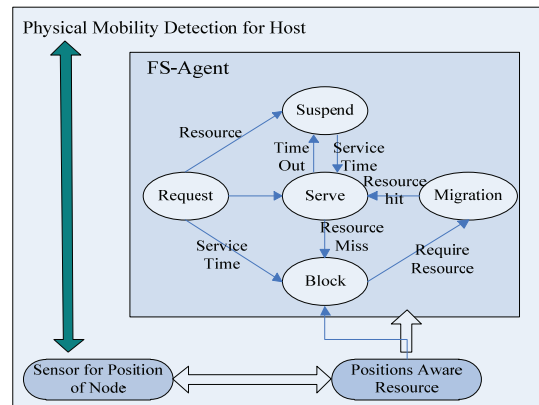 Physical Mobility Detection for Host
FS-Agent
Suspend
Resource
Time
Out
Service
Time
Request
Serve
Resource
hit
Migration
Service
Time
Resource
Miss
Require
Resource
Block
Sensor for Position
of Node
Positions Aware
Resource